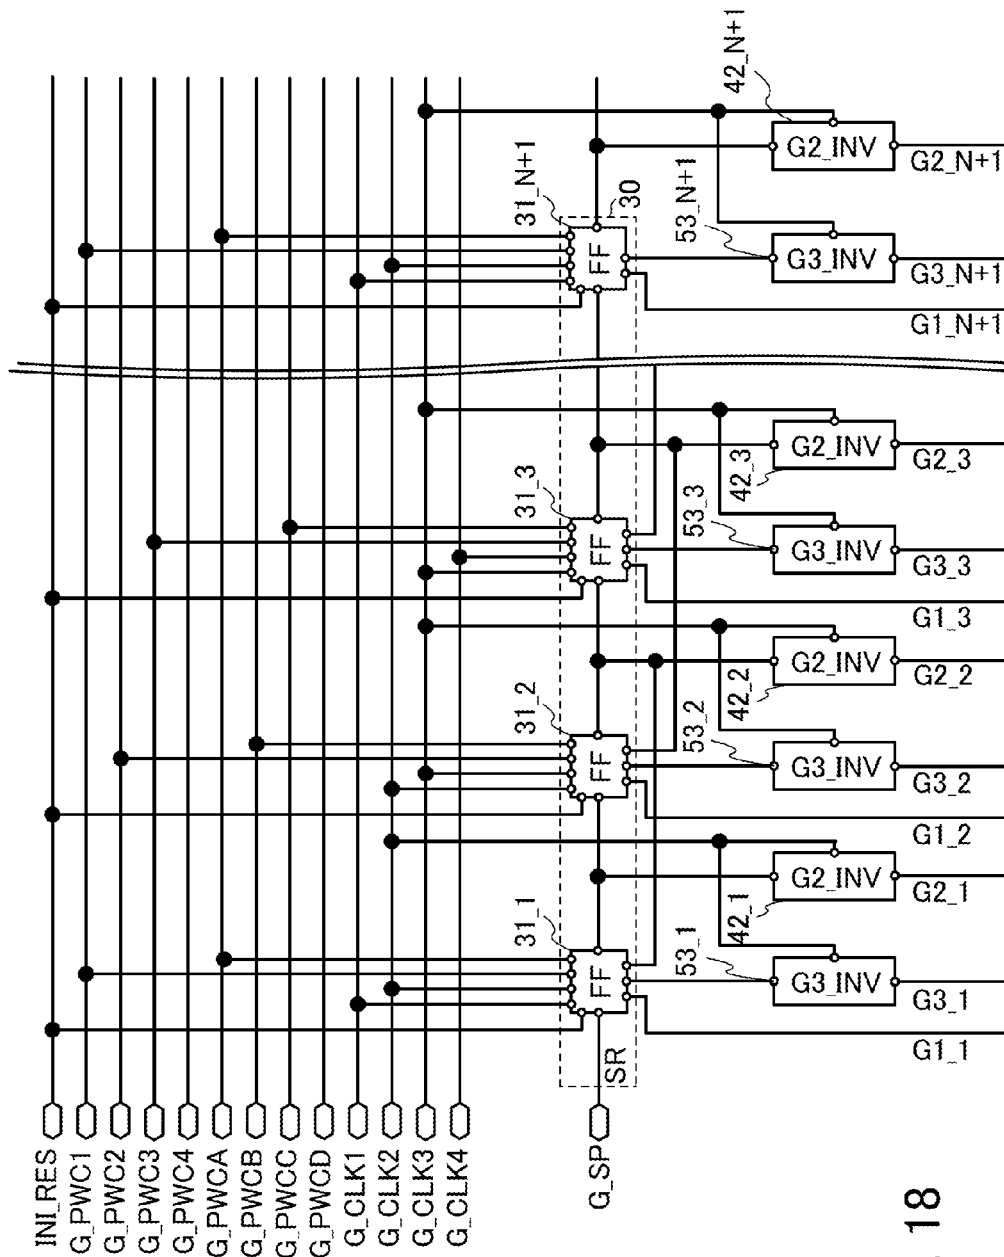 INI_RES
G_PWC1
G_PWC2
G_PWC3
G_PWC4
G_PWCA
G_PWCB
G_PWCC
G_PWCD
G_CLK1
G_CLK2
G_CLK3
G_CLK4
G_SP
SR
30
31_1
31_2
31_3
31_N+1
FF
FF
FF
FF
53_1
42_1
53_2
42_2
53_3
42_3
53_N+1
42_N+1
G3_INV
G2_INV
G3_INV
G2_INV
G3_INV
G2_INV
G3_INV
G2_INV
G1_1
G3_1
G2_1
G1_2
G3_2
G2_2
G1_3
G3_3
G2_3
G1_N+1
G3_N+1
G2_N+1
18